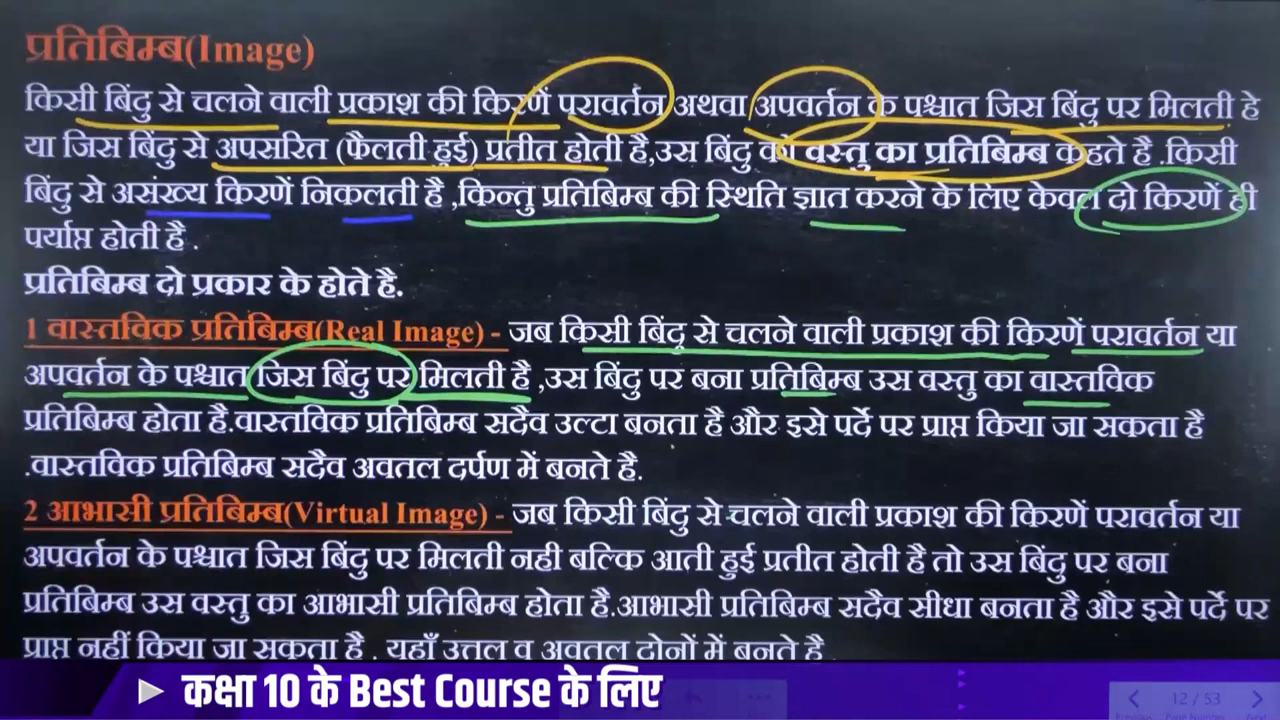 प्रतिबिम्ब(Image)
किसी बिंदु से चलने वाली प्रकाश की किरणें परावर्तन अथवा अपवर्तन के पश्चात जिस बिंदु पर मिलती हे
या जिस बिंदु से अपसरित (फैलती हुई) प्रतीत होती है,उस बिंदु को वस्तु का प्रतिबिम्ब कहते है .किसी
बिंदु से असंख्य किरणें निकलती है ,किन्तु प्रतिबिम्ब की स्थिति ज्ञात करने के लिए केवल दो किरणें ही
पर्याप्त होती है .
प्रतिबिम्ब दो प्रकार के होते है.
1 वास्तविक प्रतिबिम्ब(Real Image) - जब किसी बिंदु से चलने वाली प्रकाश की किरणें परावर्तन या
अपवर्तन के पश्चात जिस बिंदु पर मिलती है ,उस बिंदु पर बना प्रतिबिम्ब उस वस्तु का वास्तविक
प्रतिबिम्ब होता है.वास्तविक प्रतिबिम्ब सदैव उल्टा बनता है और इसे पर्दे पर प्राप्त किया जा सकता है
.वास्तविक प्रतिबिम्ब सदैव अवतल दर्पण में बनते है.
2 आभासी प्रतिबिम्ब(Virtual Image) - जब किसी बिंदु से चलने वाली प्रकाश की किरणें परावर्तन या
अपवर्तन के पश्चात जिस बिंदु पर मिलती नही बल्कि आती हुई प्रतीत होती है तो उस बिंदु पर बना
प्रतिबिम्ब उस वस्तु का आभासी प्रतिबिम्ब होता है.आभासी प्रतिबिम्ब सदैव सीधा बनता है और इसे पर्दे पर
प्राप्त नहीं किया जा सकता है . यहाँ उत्तल व अवतल दोनों में बनते है
कक्षा 10 के Best Course के लिए
12 / 53